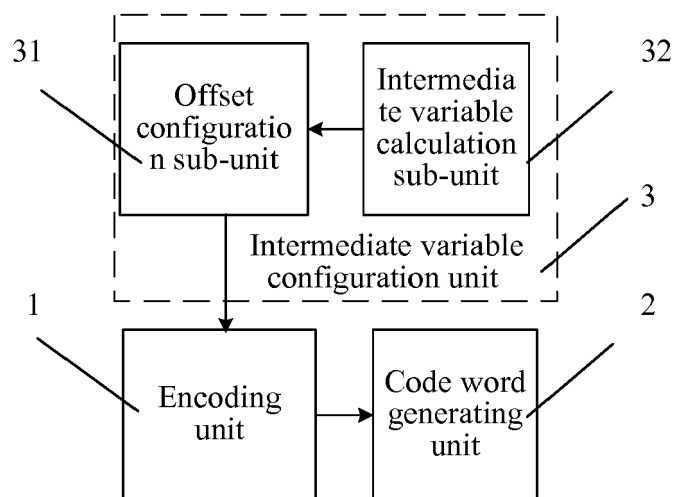 31
Offset
configuratio
n sub-unit
Intermedia
te variable
calculation
sub-unit
32
3
Intermediate variable
configuration unit
1
Encoding
unit
Code word
generating
unit
2